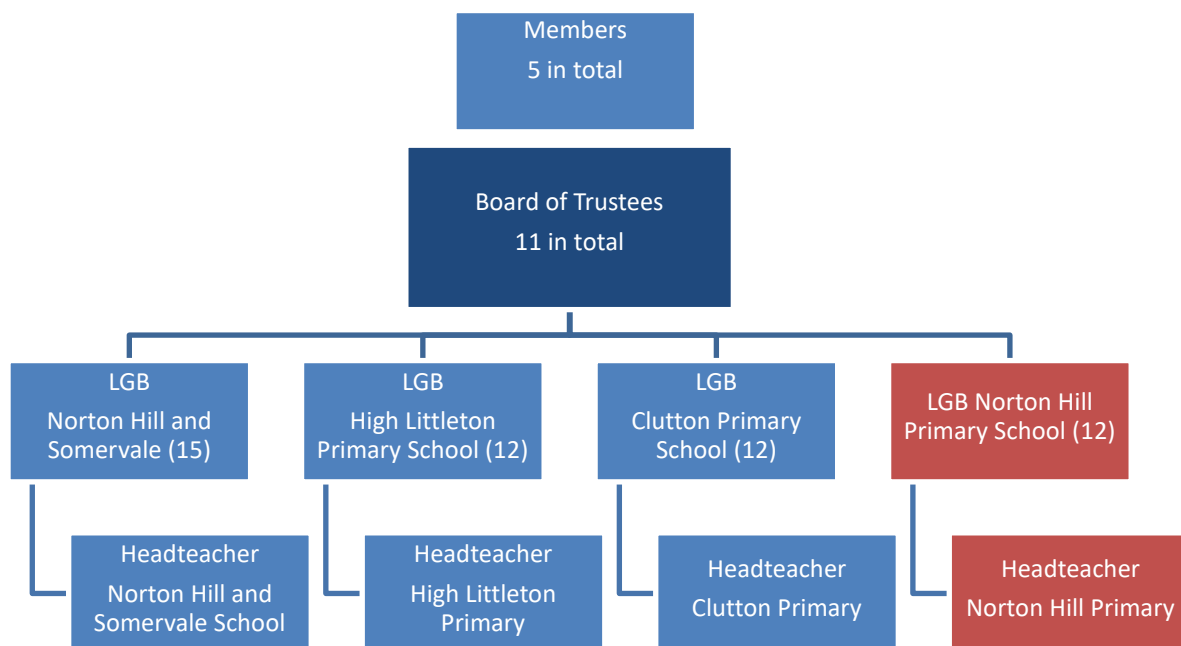 Members
5 in total
Board of Trustees
11 in total
LGB
Norton Hill and
Somervale (15)
LGB
High Littleton
Primary School (12)
LGB
Clutton Primary
School (12)
LGB Norton Hill
Primary School (12)
Headteacher
Norton Hill and
Somervale School
Headteacher
High Littleton
Primary
Headteacher
Clutton Primary
Headteacher
Norton Hill Primary